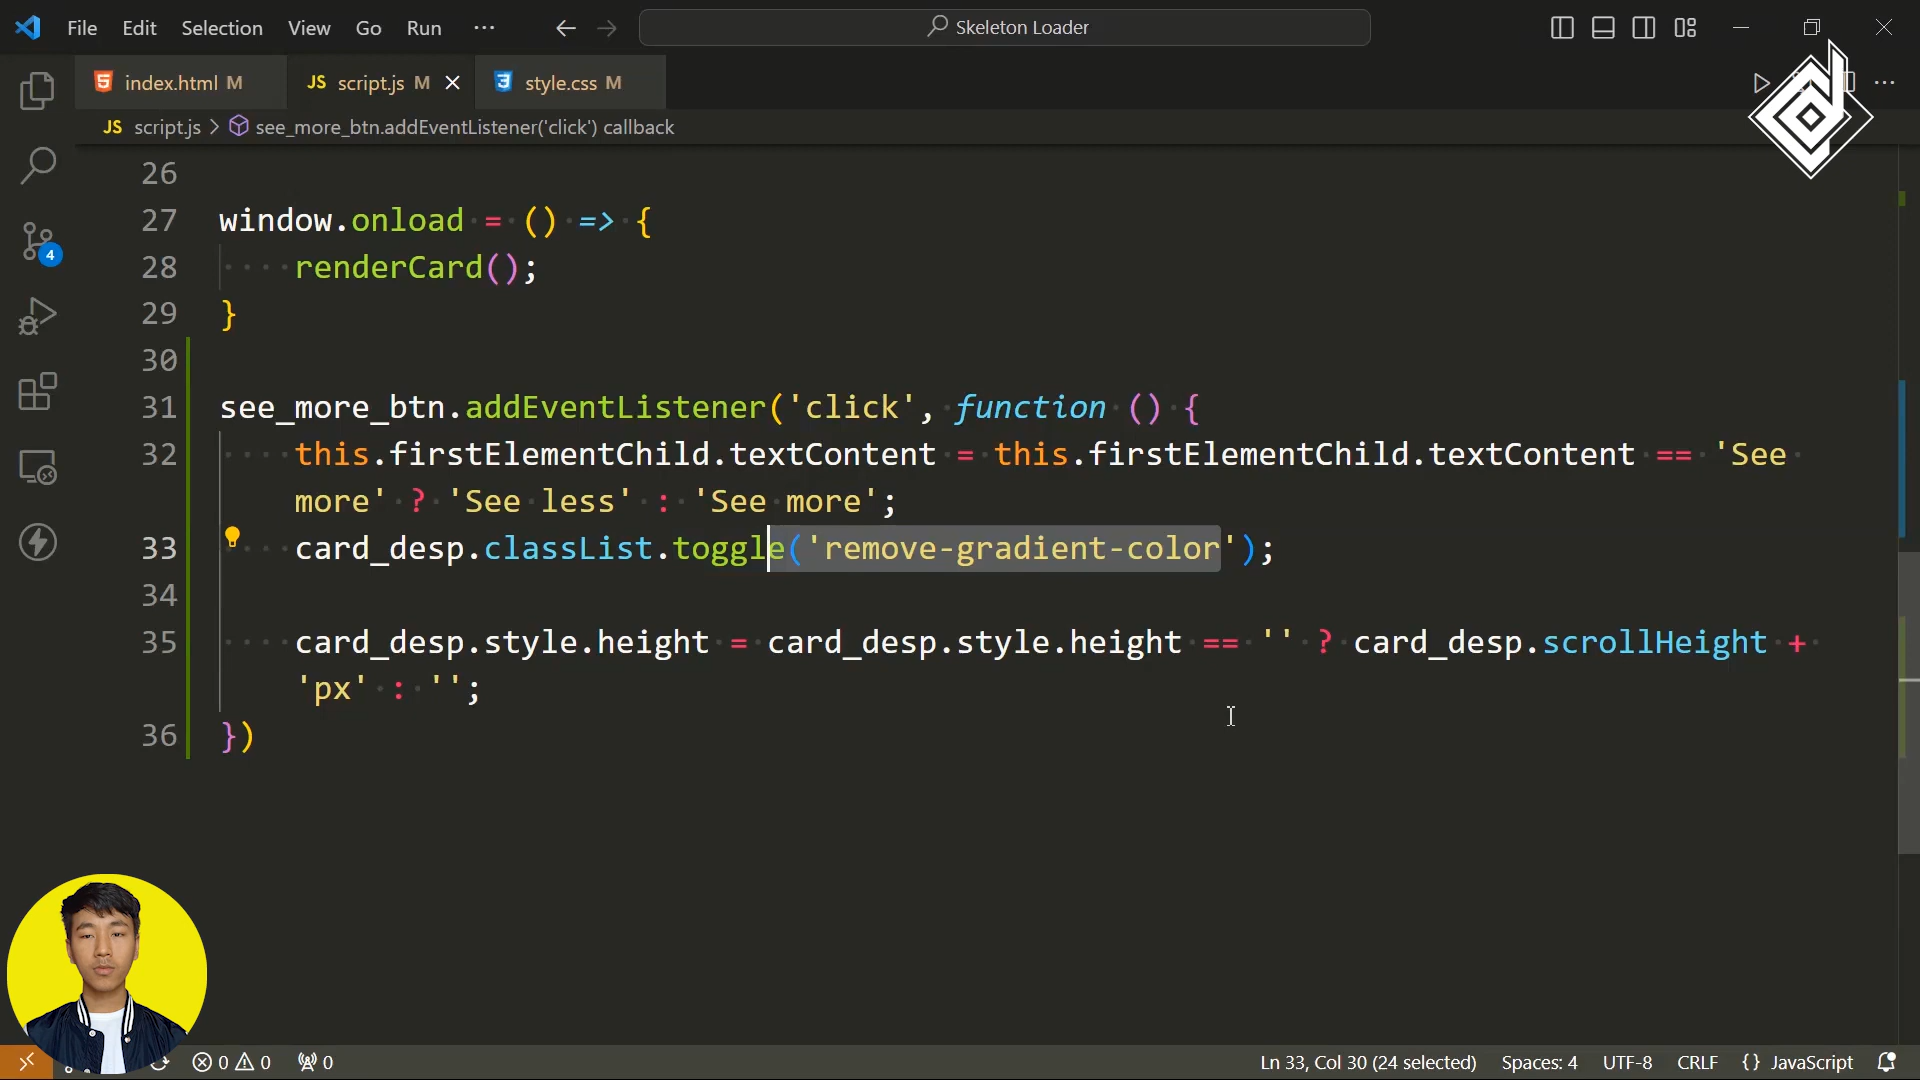 File Edit Selection View Go Run ··· ← → Skeleton Loader
index.html M JS script.js M style.css M
JS script.js > see_more_btn.addEventListener('click') callback
26
27 window.onload = () => {
28 renderCard();
29 }
30
31 see_more_btn.addEventListener('click', function () {
32 this.firstElementChild.textContent = this.firstElementChild.textContent == 'See
more' ? 'See less' : 'See more';
33 card_desp.classList.toggle('remove-gradient-color');
34
35 card_desp.style.height = card_desp.style.height == '' ? card_desp.scrollHeight +
'px' : '';
36 })
4
0 0 0 Ln 33, Col 30 (24 selected) Spaces: 4 UTF-8 CRLF {} JavaScript